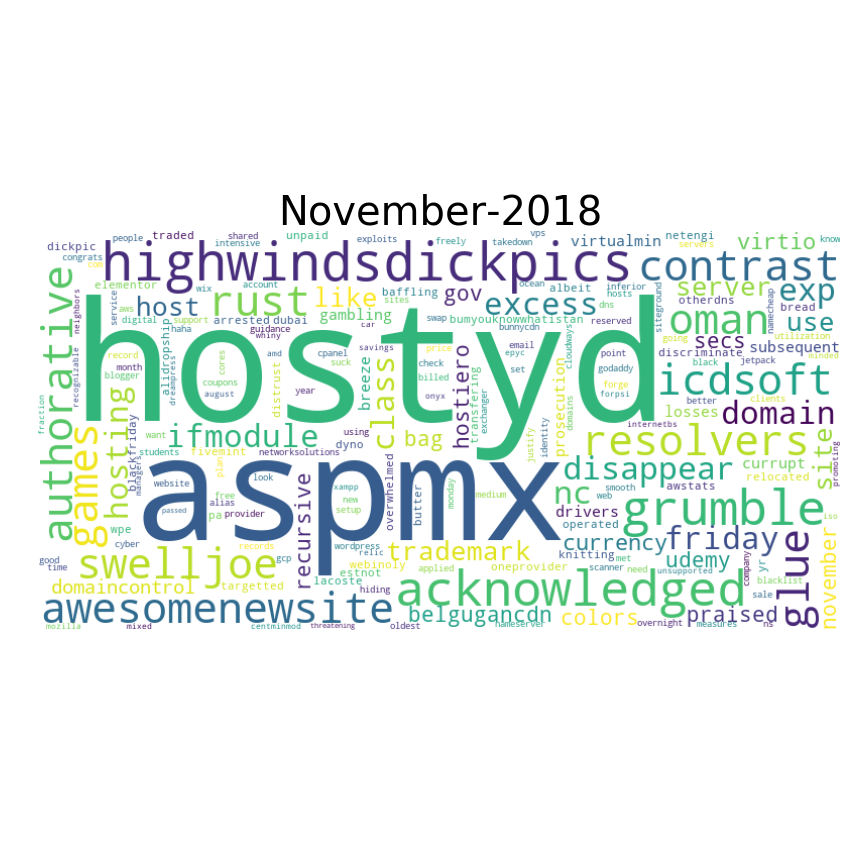 November-2018
people
traded
shared
unpaid
exploits
freely
vps
takedown
virtualmin
netengi
servers
virtio
know
dickpic
congrats
com
intensive
highwindsdickpics
contrast
elementor
aws
service
neighbors
wix
account
sites
baffling
gov
ocean
albeit
inferior
hosts
dns
siteground
server
otherdns
exp
namecheap
bread
authorative
host
rust
like
gambling
excess
oman
use
digital
support
arrested
dubai
guidance
whiny
haha
car
swap
bumyouknowwhatistan
bunnycdn
reserved
going
secs
utilization
subsequent
minded
hostyd
record
recognizable
month
blogger
alidropship
dreampress
coupons
august
cores
amd
cpanel
suck
year
savings
breeze
price
check
billed
onyx
email
epyc
set
cloudways
point
godaddy
forge
forpsi
discriminate
black
jetpack
better
clients
icdsoft
fraction
distrust
class
hostiero
transfering
exchanger
domains
internetbs
losses
domain
games
hosting
blackfriday
managers
want
students
ifmodule
using
dyno
bag
justify
identity
prosecution
resolvers
site
promoting
fivemint
networksolutions
plan
look
website
free
alias
passed
pa
provider
xampp
new
setup
overwhelmed
butter
monday
medium
aspmx
disappear
currupt
relocated
smooth
web
awstats
nc
drivers
operated
grumble
iso
wpe
cyber
records
gcp
recursive
wordpress
relic
webinoly
estnot
trademark
knitting
currency
friday
good
time
swelljoe
oneprovider
scanner
met
need
unsupported
udemy
company
yr
blacklist
sale
glue
november
domaincontrol
targetted
lacoste
hiding
applied
acknowledged
awesomenewsite
belgugancdn
colors
praised
mozilla
mixed
centminmod
threatening
oldest
nameserver
overnight
measures
ns